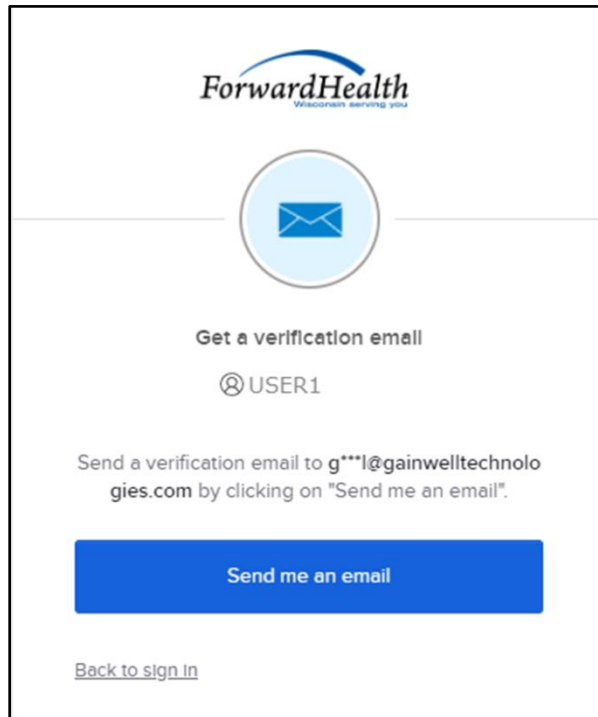 ForwardHealth
Wisconsin serving you
Get a verification email
USER1
Send a verification email to g***l@gainwelltechnolo
gies.com by clicking on "Send me an email".
Send me an email
Back to sign in